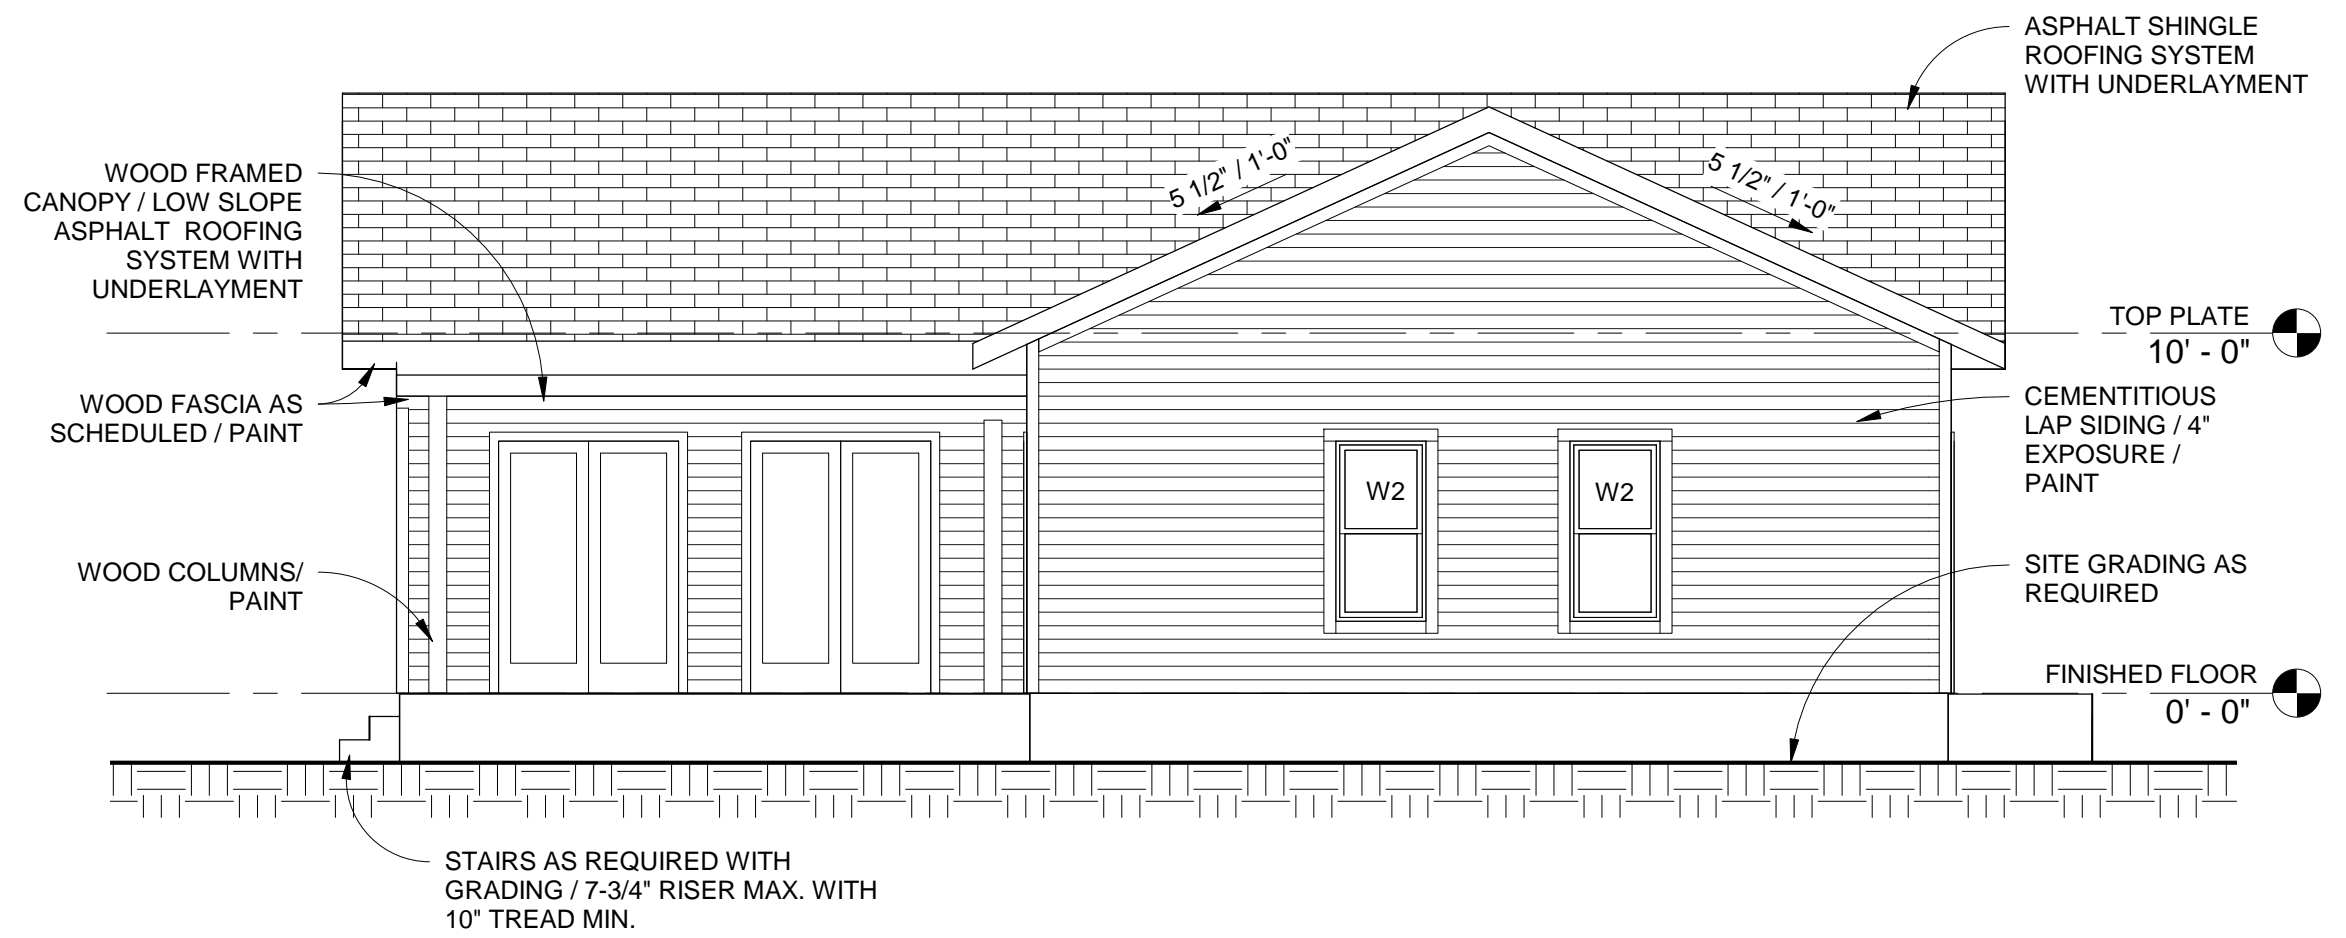 ASPHALT SHINGLE
ROOFING SYSTEM
WITH UNDERLAYMENT
WOOD FRAMED
CANOPY / LOW SLOPE
ASPHALT ROOFING
SYSTEM WITH
UNDERLAYMENT
5 1/2" / 1'-0"
5 1/2" / 1'-0"
TOP PLATE
10' - 0"
WOOD FASCIA AS
SCHEDULED / PAINT
CEMENTITIOUS
LAP SIDING / 4"
EXPOSURE /
PAINT
W2
W2
WOOD COLUMNS/
PAINT
SITE GRADING AS
REQUIRED
FINISHED FLOOR
0' - 0"
STAIRS AS REQUIRED WITH
GRADING / 7-3/4" RISER MAX. WITH
10" TREAD MIN.